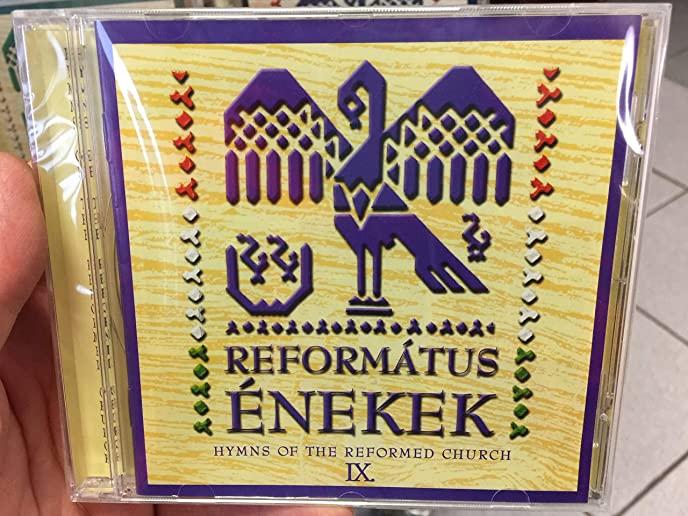 REFORMÁTUS
ÉNEKEK
HYMNS OF THE REFORMED CHURCH
IX.